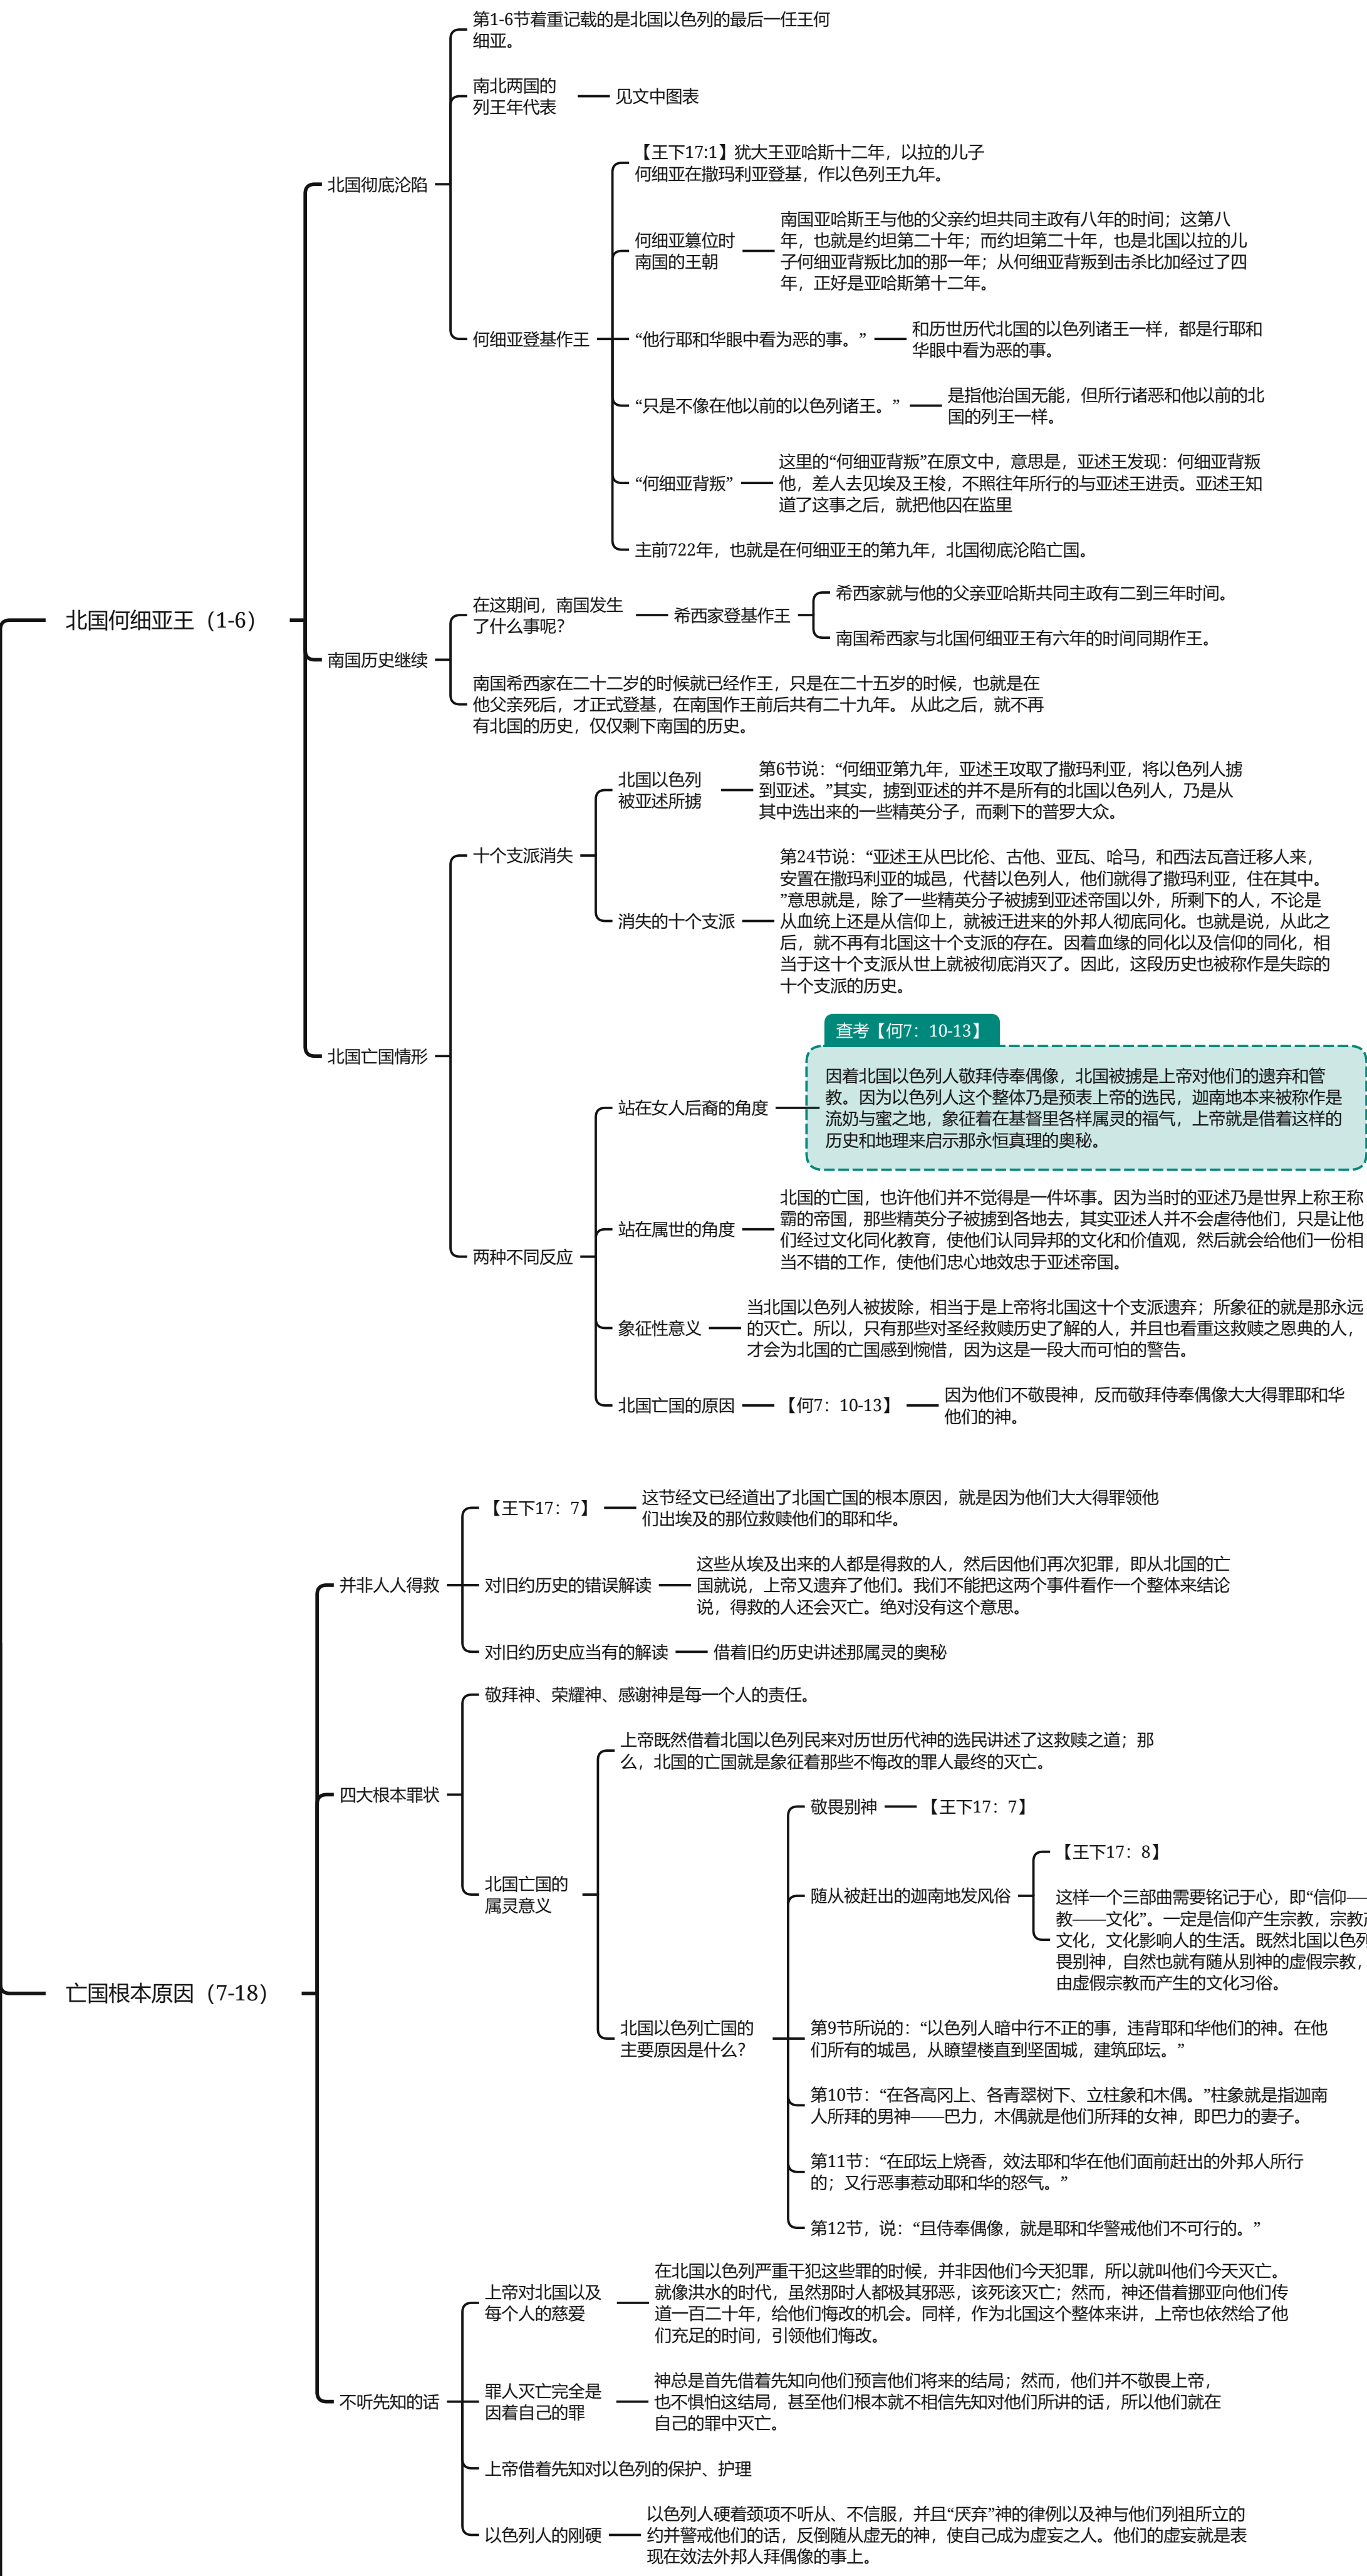 北国何细亚王（1-6）
北国彻底沦陷
第1-6节着重记载的是北国以色列的最后一任王何
细亚。
南北两国的
列王年代表
见文中图表
何细亚登基作王
【王下17:1】犹大王亚哈斯十二年，以拉的儿子
何细亚在撒玛利亚登基，作以色列王九年。
何细亚篡位时
南国的王朝
南国亚哈斯王与他的父亲约坦共同主政有八年的时间；这第八
年，也就是约坦第二十年；而约坦第二十年，也是北国以拉的儿
子何细亚背叛比加的那一年；从何细亚背叛到击杀比加经过了四
年，正好是亚哈斯第十二年。
“他行耶和华眼中看为恶的事。”
和历世历代北国的以色列诸王一样，都是行耶和
华眼中看为恶的事。
“只是不像在他以前的以色列诸王。”
是指他治国无能，但所行诸恶和他以前的北
国的列王一样。
“何细亚背叛”
这里的“何细亚背叛”在原文中，意思是，亚述王发现：何细亚背叛
他，差人去见埃及王梭，不照往年所行的与亚述王进贡。亚述王知
道了这事之后，就把他囚在监里
主前722年，也就是在何细亚王的第九年，北国彻底沦陷亡国。
南国历史继续
在这期间，南国发生
了什么事呢？
希西家登基作王
希西家就与他的父亲亚哈斯共同主政有二到三年时间。
南国希西家与北国何细亚王有六年的时间同期作王。
南国希西家在二十二岁的时候就已经作王，只是在二十五岁的时候，也就是在
他父亲死后，才正式登基，在南国作王前后共有二十九年。 从此之后，就不再
有北国的历史，仅仅剩下南国的历史。
北国亡国情形
十个支派消失
北国以色列
被亚述所掳
第6节说：“何细亚第九年，亚述王攻取了撒玛利亚，将以色列人掳
到亚述。”其实，掳到亚述的并不是所有的北国以色列人，乃是从
其中选出来的一些精英分子，而剩下的普罗大众。
消失的十个支派
第24节说：“亚述王从巴比伦、古他、亚瓦、哈马，和西法瓦音迁移人来，
安置在撒玛利亚的城邑，代替以色列人，他们就得了撒玛利亚，住在其中。
”意思就是，除了一些精英分子被掳到亚述帝国以外，所剩下的人，不论是
从血统上还是从信仰上，就被迁进来的外邦人彻底同化。也就是说，从此之
后，就不再有北国这十个支派的存在。因着血缘的同化以及信仰的同化，相
当于这十个支派从世上就被彻底消灭了。因此，这段历史也被称作是失踪的
十个支派的历史。
两种不同反应
站在女人后裔的角度
查考【何7：10-13】
因着北国以色列人敬拜侍奉偶像，北国被掳是上帝对他们的遗弃和管
教。因为以色列人这个整体乃是预表上帝的选民，迦南地本来被称作是
流奶与蜜之地，象征着在基督里各样属灵的福气，上帝就是借着这样的
历史和地理来启示那永恒真理的奥秘。
站在属世的角度
北国的亡国，也许他们并不觉得是一件坏事。因为当时的亚述乃是世界上称王称
霸的帝国，那些精英分子被掳到各地去，其实亚述人并不会虐待他们，只是让他
们经过文化同化教育，使他们认同异邦的文化和价值观，然后就会给他们一份相
当不错的工作，使他们忠心地效忠于亚述帝国。
象征性意义
当北国以色列人被拔除，相当于是上帝将北国这十个支派遗弃；所象征的就是那永远
的灭亡。所以，只有那些对圣经救赎历史了解的人，并且也看重这救赎之恩典的人，
才会为北国的亡国感到惋惜，因为这是一段大而可怕的警告。
北国亡国的原因
【何7：10-13】
因为他们不敬畏神，反而敬拜侍奉偶像大大得罪耶和华
他们的神。
亡国根本原因（7-18）
并非人人得救
【王下17：7】
这节经文已经道出了北国亡国的根本原因，就是因为他们大大得罪领他
们出埃及的那位救赎他们的耶和华。
对旧约历史的错误解读
这些从埃及出来的人都是得救的人，然后因他们再次犯罪，即从北国的亡
国就说，上帝又遗弃了他们。我们不能把这两个事件看作一个整体来结论
说，得救的人还会灭亡。绝对没有这个意思。
对旧约历史应当有的解读
借着旧约历史讲述那属灵的奥秘
四大根本罪状
敬拜神、荣耀神、感谢神是每一个人的责任。
北国亡国的
属灵意义
上帝既然借着北国以色列民来对历世历代神的选民讲述了这救赎之道；那
么，北国的亡国就是象征着那些不悔改的罪人最终的灭亡。
北国以色列亡国的
主要原因是什么？
敬畏别神
【王下17：7】
随从被赶出的迦南地发风俗
【王下17：8】
这样一个三部曲需要铭记于心，即“信仰——
教——文化”。一定是信仰产生宗教，宗教
文化，文化影响人的生活。既然北国以色列
畏别神，自然也就有随从别神的虚假宗教，
由虚假宗教而产生的文化习俗。
第9节所说的：“以色列人暗中行不正的事，违背耶和华他们的神。在他
们所有的城邑，从瞭望楼直到坚固城，建筑邱坛。”
第10节：“在各高冈上、各青翠树下、立柱象和木偶。”柱象就是指迦南
人所拜的男神——巴力，木偶就是他们所拜的女神，即巴力的妻子。
第11节：“在邱坛上烧香，效法耶和华在他们面前赶出的外邦人所行
的；又行恶事惹动耶和华的怒气。”
第12节，说：“且侍奉偶像，就是耶和华警戒他们不可行的。”
不听先知的话
上帝对北国以及
每个人的慈爱
在北国以色列严重干犯这些罪的时候，并非因他们今天犯罪，所以就叫他们今天灭亡。
就像洪水的时代，虽然那时人都极其邪恶，该死该灭亡；然而，神还借着挪亚向他们传
道一百二十年，给他们悔改的机会。同样，作为北国这个整体来讲，上帝也依然给了他
们充足的时间，引领他们悔改。
罪人灭亡完全是
因着自己的罪
神总是首先借着先知向他们预言他们将来的结局；然而，他们并不敬畏上帝，
也不惧怕这结局，甚至他们根本就不相信先知对他们所讲的话，所以他们就在
自己的罪中灭亡。
上帝借着先知对以色列的保护、护理
以色列人的刚硬
以色列人硬着颈项不听从、不信服，并且“厌弃”神的律例以及神与他们列祖所立的
约并警戒他们的话，反倒随从虚无的神，使自己成为虚妄之人。他们的虚妄就是表
现在效法外邦人拜偶像的事上。